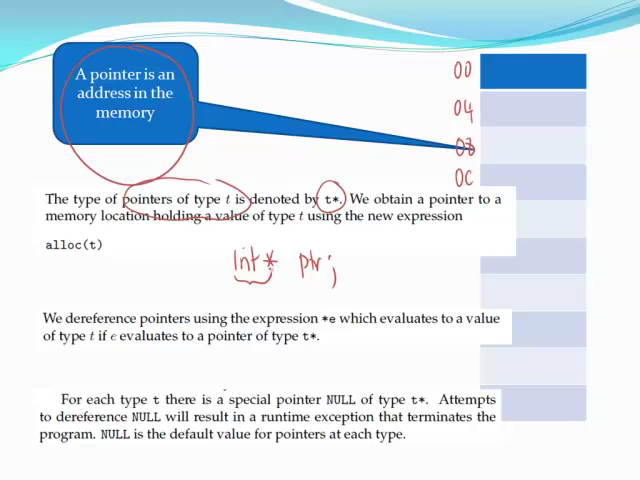 A pointer is an
address in the
memory
00
04
08
0C
The type of pointers of type t is denoted by t*. We obtain a pointer to a
memory location holding a value of type t using the new expression
alloc(t)
int* ptr;
We dereference pointers using the expression *e which evaluates to a value
of type t if e evaluates to a pointer of type t*.
For each type t there is a special pointer NULL of type t*. Attempts
to dereference NULL will result in a runtime exception that terminates the
program. NULL is the default value for pointers at each type.